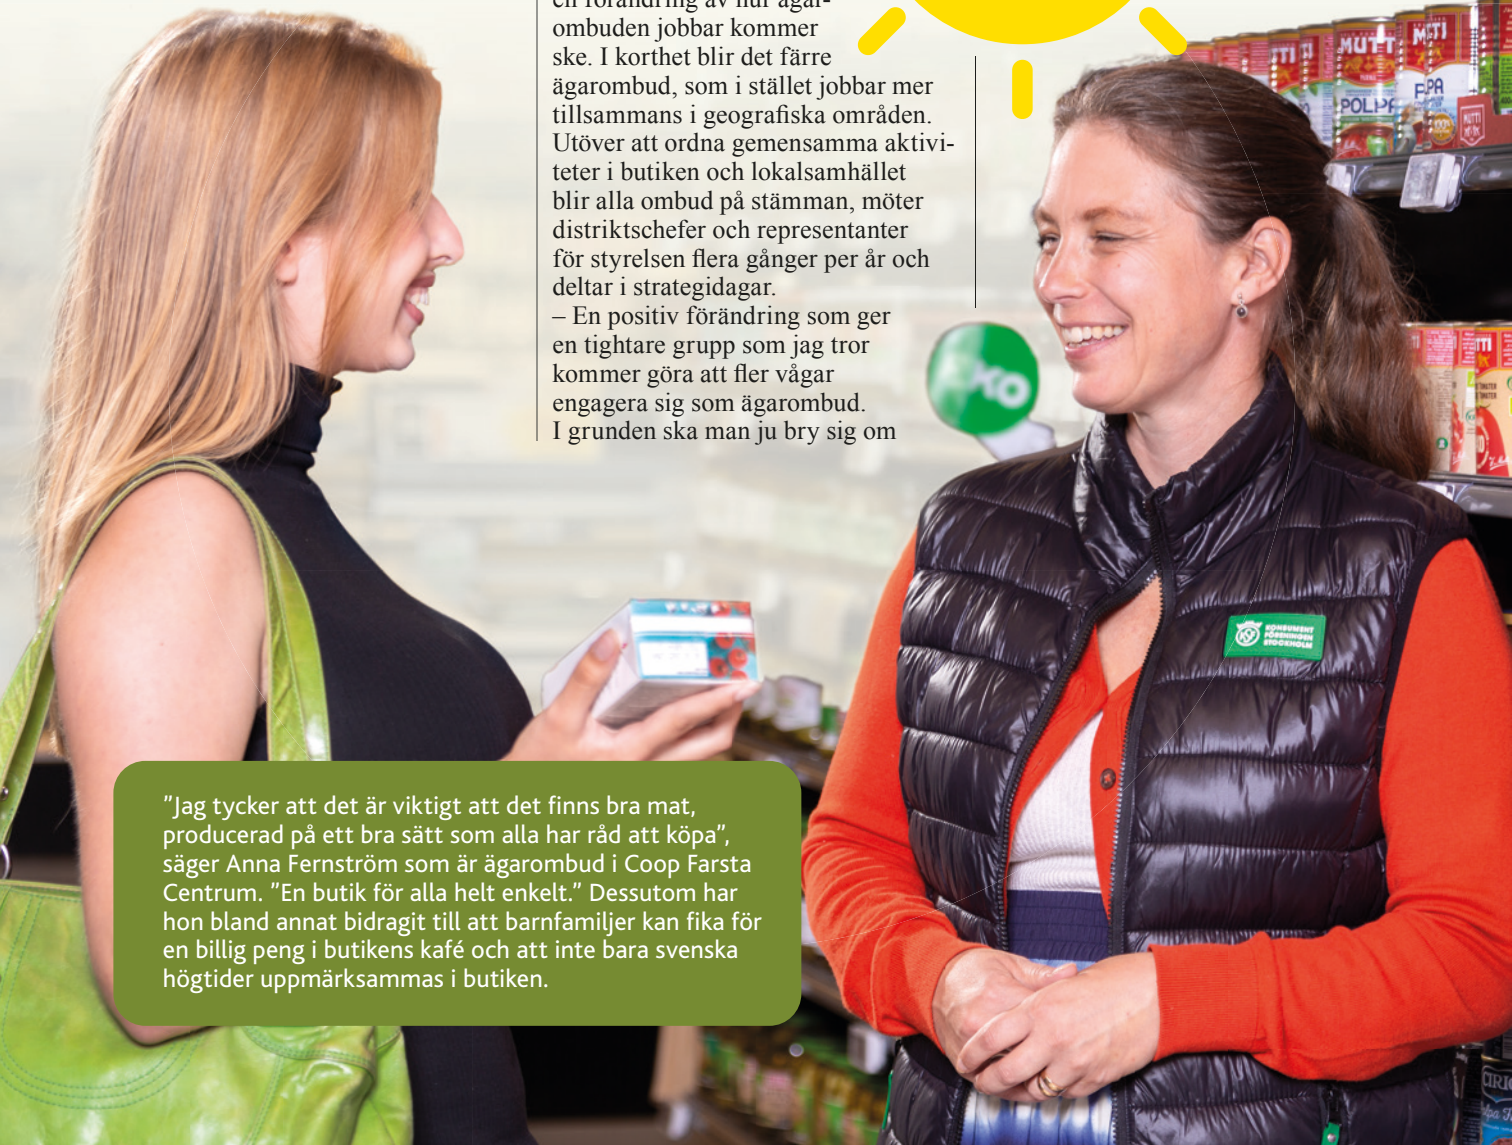 ombuden jobbar kommer
ske. I korthet blir det färre
ägarombud, som i stället jobbar mer
tillsammans i geografiska områden.
Utöver att ordna gemensamma aktivi-
teter i butiken och lokalsamhället
blir alla ombud på stämman, möter
distriktschefer och representanter
för styrelsen flera gånger per år och
deltar i strategidagar.
– En positiv förändring som ger
en tightare grupp som jag tror
kommer göra att fler vågar
engagera sig som ägarombud.
I grunden ska man ju bry sig om
MUTTI
POLPA
KO
KSF
KONSUMENT
FÖRENINGEN
STOCKHOLM
”Jag tycker att det är viktigt att det finns bra mat,
producerad på ett bra sätt som alla har råd att köpa”,
säger Anna Fernström som är ägarombud i Coop Farsta
Centrum. ”En butik för alla helt enkelt.” Dessutom har
hon bland annat bidragit till att barnfamiljer kan fika för
en billig peng i butikens kafé och att inte bara svenska
högtider uppmärksammas i butiken.